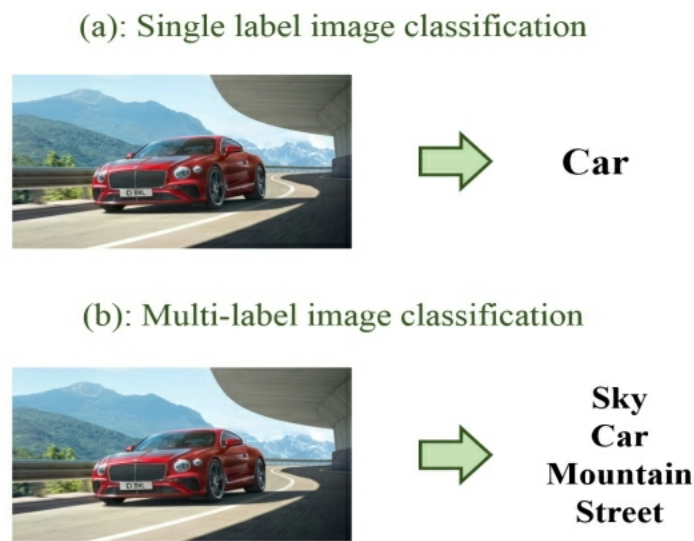 (a): Single label image classification
Car
(b): Multi-label image classification
Sky
Car
Mountain
Street